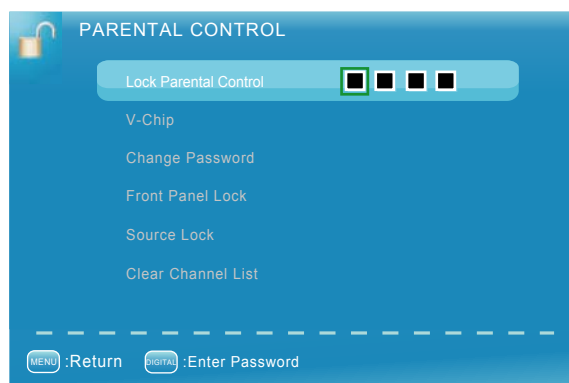 PARENTAL CONTROL
Lock Parental Control
V-Chip
Change Password
Front Panel Lock
Source Lock
Clear Channel List
MENU :Return DIGITAL :Enter Password